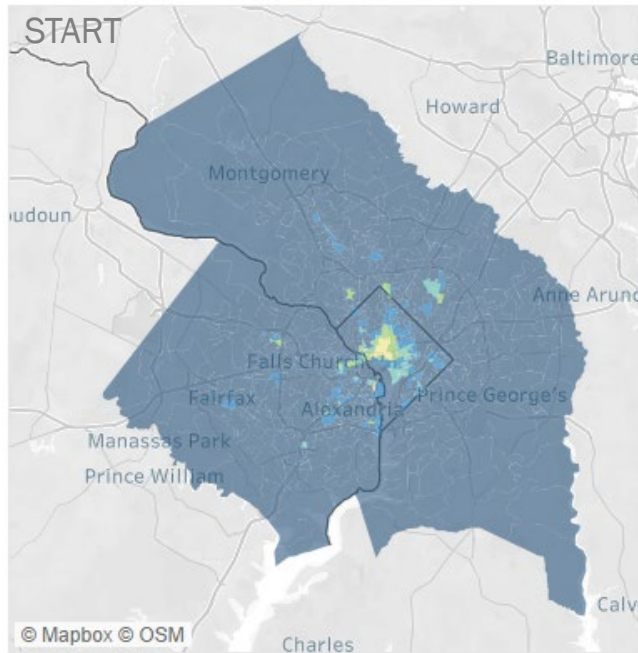 START
Baltimore
Howard
Montgomery
oudoun
Anne Arund
Falls Church
Fairfax
Alexandria
Prince George's
Manassas Park
Prince William
Calv
© Mapbox © OSM
Charles